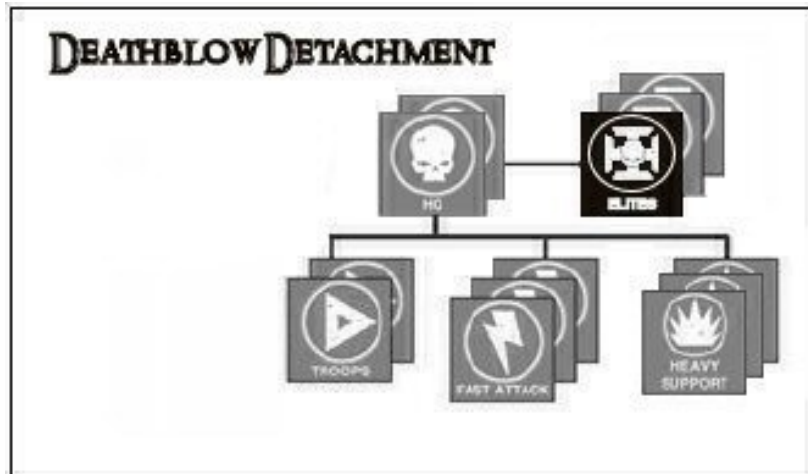 DEATHBLOW DETACHMENT
HQ
ELITES
TROOPS
FAST ATTACK
HEAVY
SUPPORT